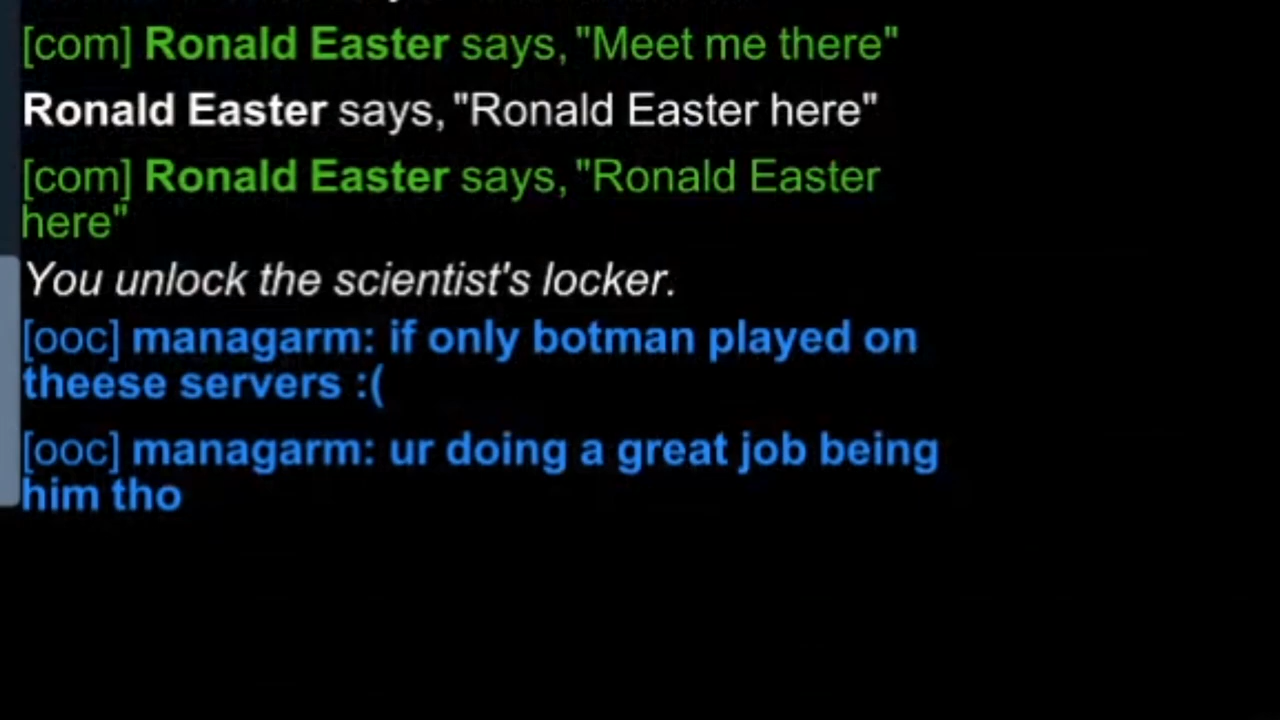 [com] Ronald Easter says, "Meet me there"
Ronald Easter says, "Ronald Easter here"
[com] Ronald Easter says, "Ronald Easter
here"
You unlock the scientist's locker.
[ooc] managarm: if only botman played on
theese servers :(
[ooc] managarm: ur doing a great job being
him tho